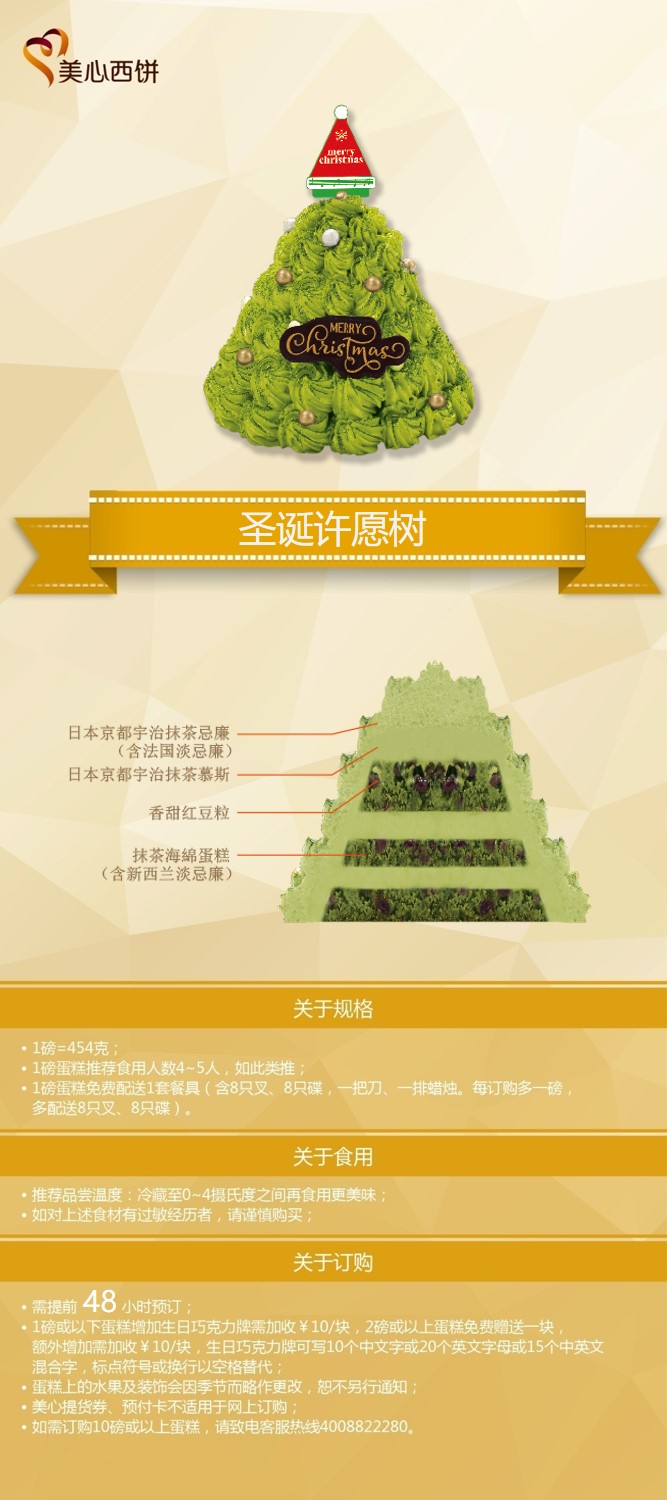 美心西饼
merry
christmas
MERRY
Christmas
圣诞许愿树
日本京都宇治抹茶忌廉
（含法国淡忌廉）
日本京都宇治抹茶慕斯
香甜红豆粒
抹茶海綿蛋糕
（含新西兰淡忌廉）
关于规格
• 1磅=454克；
• 1磅蛋糕推荐食用人数4~5人，如此类推；
• 1磅蛋糕免费配送1套餐具（含8只叉、8只碟，一把刀、一排蜡烛。每订购多一磅，
多配送8只叉、8只碟）。
关于食用
• 推荐品尝温度：冷藏至0~4摄氏度之间再食用更美味；
• 如对上述食材有过敏经历者，请谨慎购买；
关于订购
• 需提前 48 小时预订；
• 1磅或以下蛋糕增加生日巧克力牌需加收￥10/块，2磅或以上蛋糕免费赠送一块，
额外增加需加收￥10/块，生日巧克力牌可写10个中文字或20个英文字母或15个中英文
混合字，标点符号或换行以空格替代；
• 蛋糕上的水果及装饰会因季节而略作更改，恕不另行通知；
• 美心提货券、预付卡不适用于网上订购；
• 如需订购10磅或以上蛋糕，请致电客服热线4008822280。